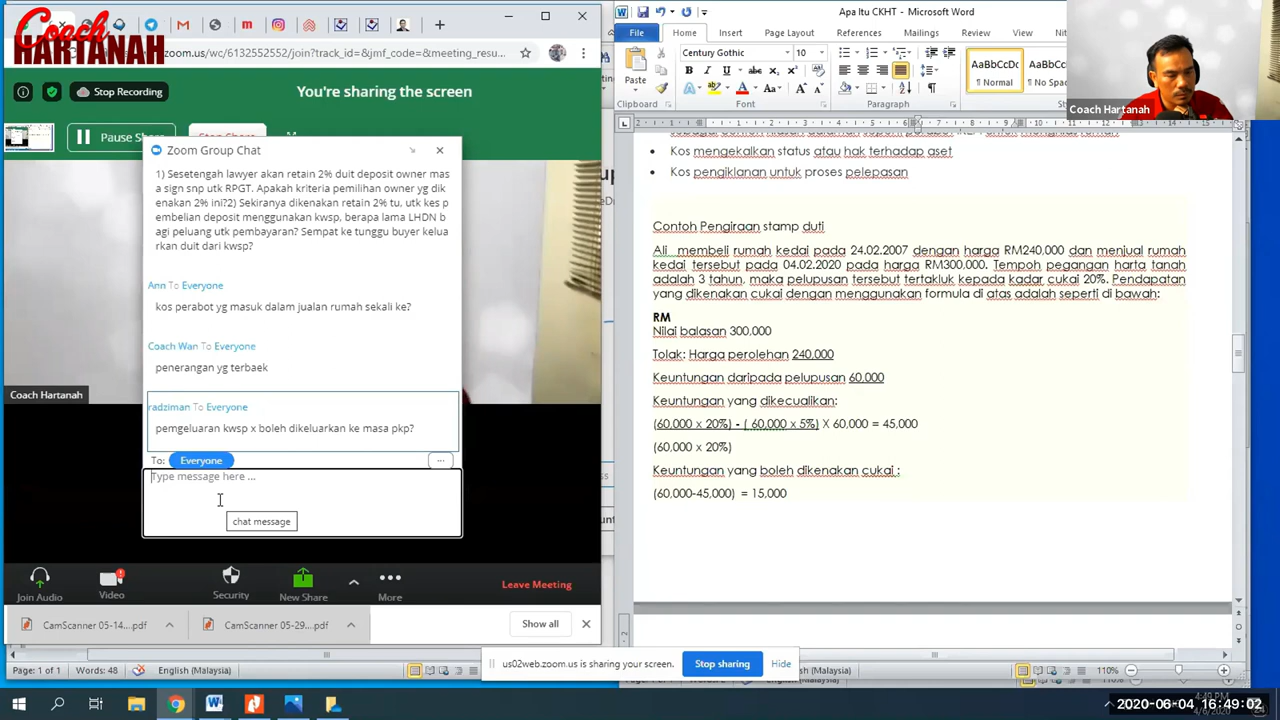 Coach
HARTANAH
zoom.us/wc/6132552552/join?track_id=&jmf_code=&meeting_resu...
Stop Recording
You're sharing the screen
Pause Share
Stop Share
Zoom Group Chat
1) Sesetengah lawyer akan retain 2% duit deposit owner mas
a sign snp utk RPGT. Apakah kriteria pemilihan owner yg dik
enakan 2% ini?2) Sekiranya dikenakan retain 2% tu, utk kes p
embelian deposit menggunakan kwsp, berapa lama LHDN b
agi peluang utk pembayaran? Sempat ke tunggu buyer kelua
rkan duit dari kwsp?
Ann To Everyone
kos perabot yg masuk dalam jualan rumah sekali ke?
Coach Wan To Everyone
penerangan yg terbaek
radziman To Everyone
pemgeluaran kwsp x boleh dikeluarkan ke masa pkp?
To: Everyone
Type message here ...
chat message
Coach Hartanah
Join Audio
Video
Security
New Share
More
Leave Meeting
CamScanner 05-14....pdf
CamScanner 05-29....pdf
Show all
Page: 1 of 1
Words: 48
English (Malaysia)
us02web.zoom.us is sharing your screen.
Stop sharing
Hide
Apa Itu CKHT - Microsoft Word
File
Home
Insert
Page Layout
References
Mailings
Review
Paste
Clipboard
Century Gothic
10
Font
Paragraph
AaBbCcDc
¶ Normal
AaBbCcDc
¶ No Spac
Coach Hartanah
Kos mengekalkan status atau hak terhadap aset
Kos pengiklanan untuk proses pelepasan
Contoh Pengiraan stamp duti
Ali membeli rumah kedai pada 24.02.2007 dengan harga RM240,000 dan menjual rumah
kedai tersebut pada 04.02.2020 pada harga RM300,000. Tempoh pegangan harta tanah
adalah 3 tahun, maka pelupusan tersebut tertakluk kepada kadar cukai 20%. Pendapatan
yang dikenakan cukai dengan menggunakan formula di atas adalah seperti di bawah:
RM
Nilai balasan 300,000
Tolak: Harga perolehan 240,000
Keuntungan daripada pelupusan 60,000
Keuntungan yang dikecualikan:
(60,000 x 20%) - ( 60,000 x 5%) X 60,000 = 45,000
(60,000 x 20%)
Keuntungan yang boleh dikenakan cukai :
(60,000-45,000) = 15,000
(Malaysia)
110%
4:49 PM
2020-06-04 16:49:02